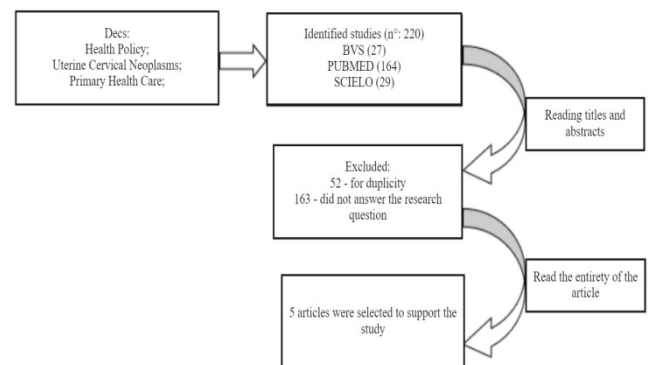 Decs:
Health Policy;
Uterine Cervical Neoplasms;
Primary Health Care;
Identified studies (n°: 220)
BVS (27)
PUBMED (164)
SCIELO (29)
Reading titles and
abstracts
Excluded:
52 - for duplicity
163 - did not answer the research
question
Read the entirety of the
article
5 articles were selected to support the
study